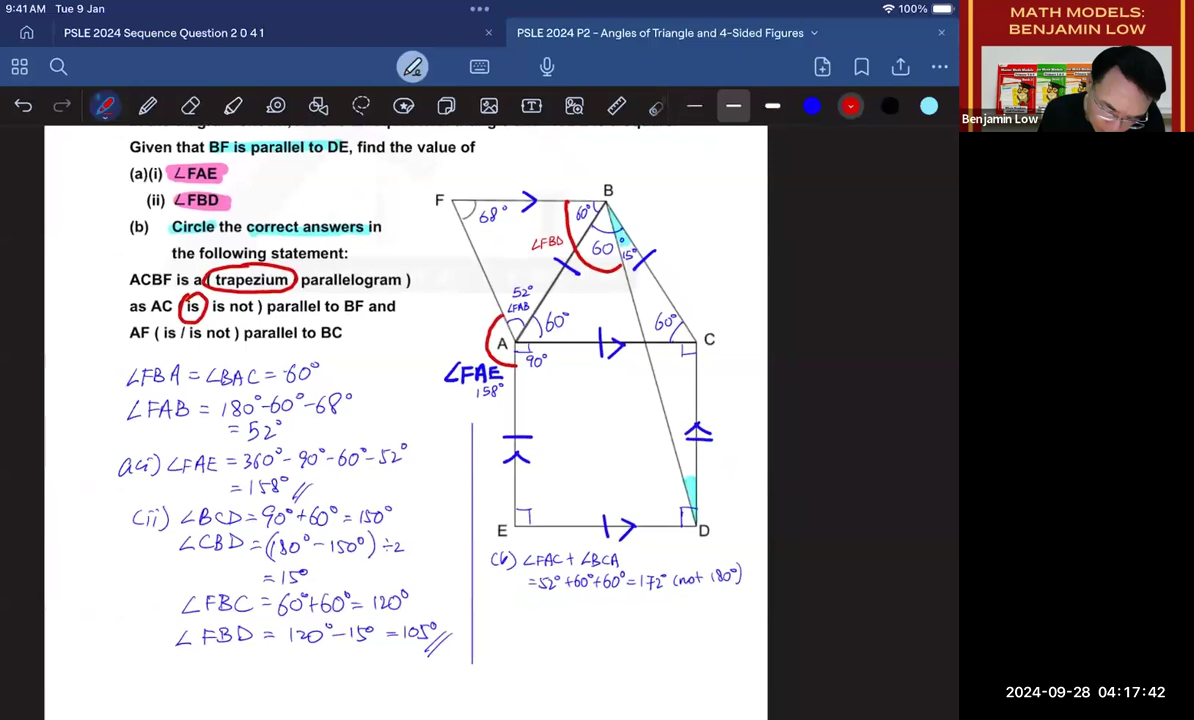 9:41 AM Tue 9 Jan
100%
PSLE 2024 Sequence Question 2 0 4 1
PSLE 2024 P2 - Angles of Triangle and 4-Sided Figures
MATH MODELS:
BENJAMIN LOW
Benjamin Low
Given that BF is parallel to DE, find the value of
(a)(i) ∠FAE
(ii) ∠FBD
(b) Circle the correct answers in
the following statement:
ACBF is a ( trapezium / parallelogram )
as AC ( is / is not ) parallel to BF and
AF ( is / is not ) parallel to BC
F
B
68°
60°
∠FBD
60°
15°
52°
∠FAB
60°
60°
A
C
90°
∠FAE
158°
E
D
∠FBA = ∠BAC = 60°
∠FAB = 180° - 60° - 68°
= 52°
a(i) ∠FAE = 360° - 90° - 60° - 52°
= 158°
(ii) ∠BCD = 90° + 60° = 150°
∠CBD = (180° - 150°) ÷ 2
= 15°
∠FBC = 60° + 60° = 120°
∠FBD = 120° - 15° = 105°
(b) ∠FAC + ∠BCA
= 52° + 60° + 60° = 172° (not 180°)
2024-09-28 04:17:42